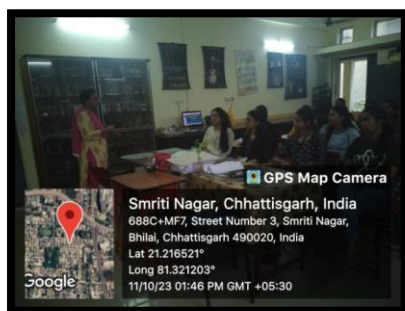 GPS Map Camera
Smriti Nagar, Chhattisgarh, India
688C+MF7, Street Number 3, Smriti Nagar,
Bhilai, Chhattisgarh 490020, India
Lat 21.216521°
Long 81.321203°
11/10/23 01:46 PM GMT +05:30
Google